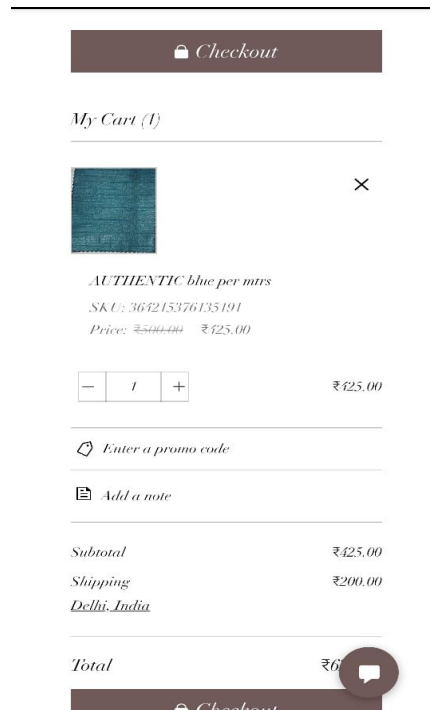 Checkout
My Cart (1)
AUTHENTIC blue per mtrs
SKU: 364215376135191
Price: ₹500.00 ₹425.00
1 ₹425.00
Enter a promo code
Add a note
Subtotal ₹425.00
Shipping ₹200.00
Delhi, India
Total
Checkout